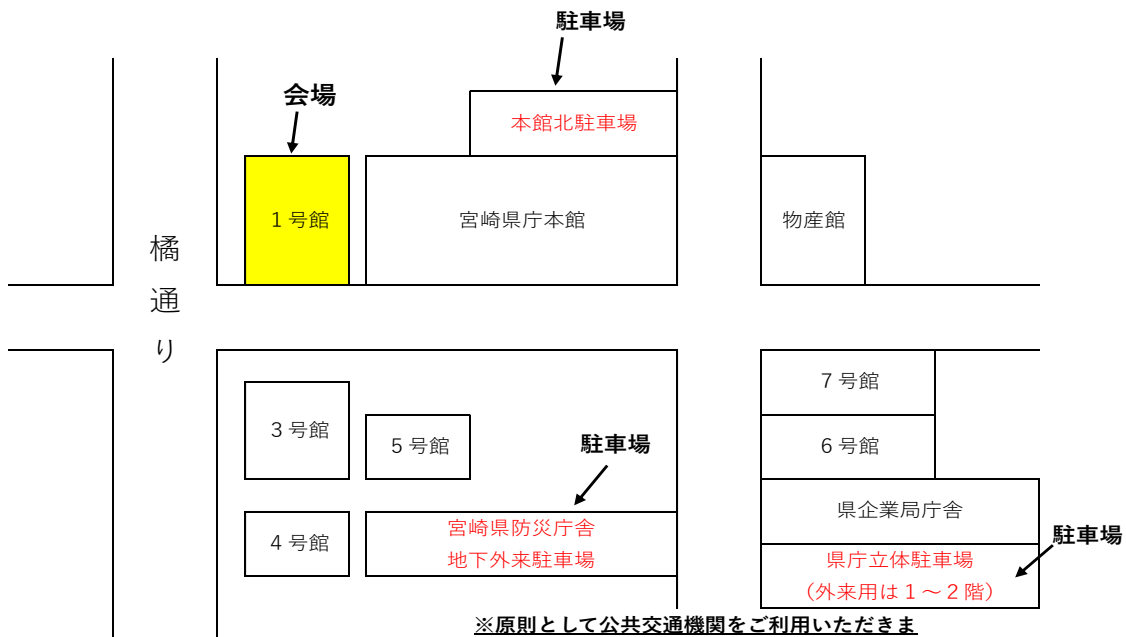 駐車場
会場
本館北駐車場
１号館
宮崎県庁本館
物産館
橘通り
７号館
３号館
５号館
６号館
駐車場
県企業局庁舎
４号館
宮崎県防災庁舎
地下外来駐車場
駐車場
県庁立体駐車場
（外来用は１～２階）
※原則として公共交通機関をご利用いただきま